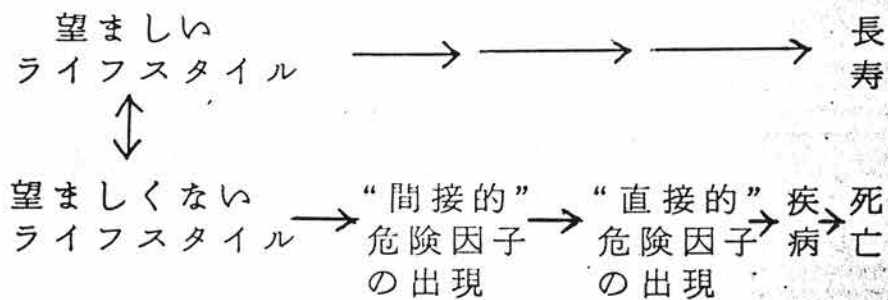 望ましい
ライフスタイル
長寿
望ましくない
ライフスタイル
“間接的”
危険因子
の出現
“直接的”
危険因子
の出現
疾病
死亡